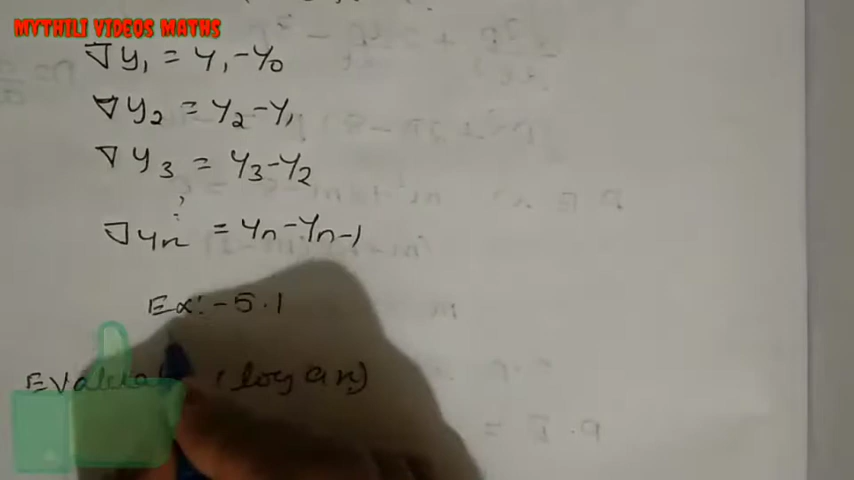 MYTHILI VIDEOS MATHS
∇y₁ = y₁-y₀
∇y₂ = y₂-y₁
∇y₃ = y₃-y₂
⋮
∇yn = yn-yn-1
Ex:- 5.1
Evaluate (log ax)